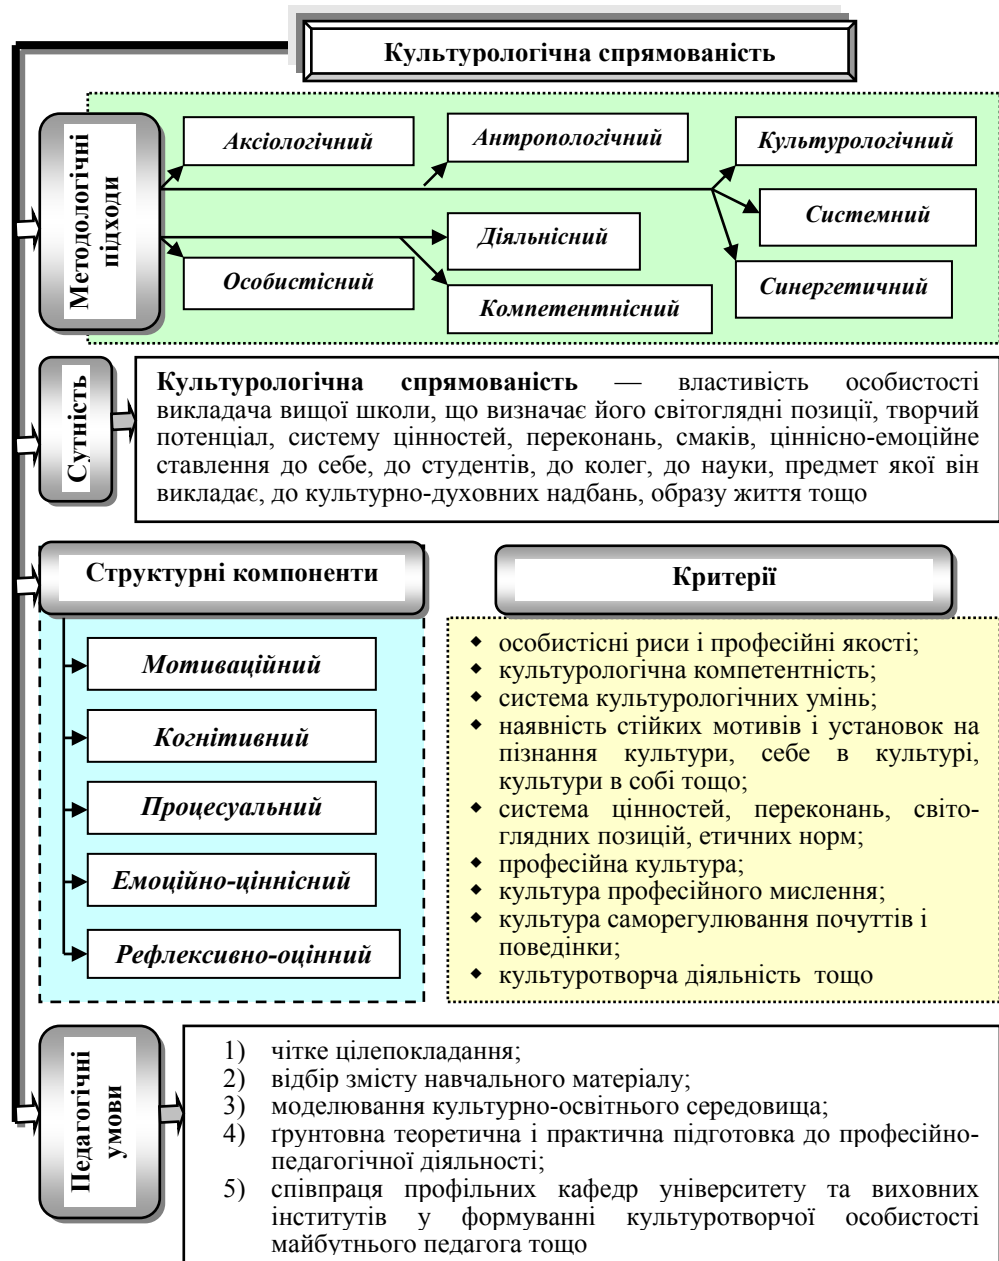 Культурологічна спрямованість
Методологічні
підходи
Аксіологічний
Антропологічний
Культурологічний
Системний
Діяльнісний
Особистісний
Синергетичний
Компетентнісний
Сутність
Культурологічна спрямованість — властивість особистості
викладача вищої школи, що визначає його світоглядні позиції, творчий
потенціал, систему цінностей, переконань, смаків, ціннісно-емоційне
ставлення до себе, до студентів, до колег, до науки, предмет якої він
викладає, до культурно-духовних надбань, образу життя тощо
Структурні компоненти
Мотиваційний
Когнітивний
Процесуальний
Емоційно-ціннісний
Рефлексивно-оцінний
Критерії
◆ особистісні риси і професійні якості;
◆ культурологічна компетентність;
◆ система культурологічних умінь;
◆ наявність стійких мотивів і установок на
пізнання культури, себе в культурі,
культури в собі тощо;
◆ система цінностей, переконань, світо-
глядних позицій, етичних норм;
◆ професійна культура;
◆ культура професійного мислення;
◆ культура саморегулювання почуттів і
поведінки;
◆ культуротворча діяльність тощо
Педагогічні
умови
1) чітке цілепокладання;
2) відбір змісту навчального матеріалу;
3) моделювання культурно-освітнього середовища;
4) ґрунтовна теоретична і практична підготовка до професійно-
педагогічної діяльності;
5) співпраця профільних кафедр університету та виховних
інститутів у формуванні культуротворчої особистості
майбутнього педагога тощо